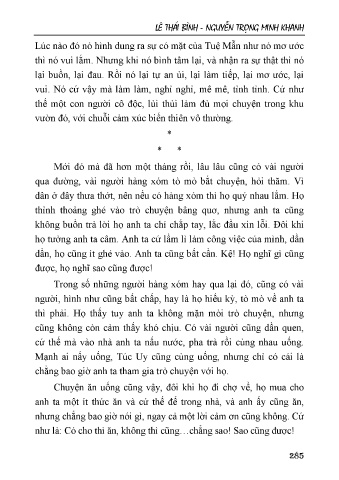 LÊ THÁI BÌNH - NGUYỄN TRỌNG MINH KHANH
Lúc nào đó nó hình dung ra sự có mặt của Tuệ Mẫn như nó mơ ước
thì nó vui lắm. Nhưng khi nó bình tâm lại, và nhận ra sự thật thì nó
lại buồn, lại đau. Rồi nó lại tự an ủi, lại làm tiếp, lại mơ ước, lại
vui. Nó cứ vậy mà làm làm, nghỉ nghỉ, mê mê, tỉnh tỉnh. Cứ như
thế một con người cô độc, lủi thủi làm đủ mọi chuyện trong khu
vườn đó, với chuỗi cảm xúc biến thiên vô thường.
*
* *
Mới đó mà đã hơn một tháng rồi, lâu lâu cũng có vài người
qua đường, vài người hàng xóm tò mò bắt chuyện, hỏi thăm. Vì
dân ở đây thưa thớt, nên nếu có hàng xóm thì họ quý nhau lắm. Họ
thỉnh thoảng ghé vào trò chuyện bâng quơ, nhưng anh ta cũng
không buồn trả lời họ anh ta chỉ chắp tay, lắc đầu xin lỗi. Đôi khi
họ tưởng anh ta câm. Anh ta cứ lầm lì làm công việc của mình, dần
dần, họ cũng ít ghé vào. Anh ta cũng bất cần. Kệ! Họ nghĩ gì cũng
được, họ nghĩ sao cũng được!
Trong số những người hàng xóm hay qua lại đó, cũng có vài
người, hình như cũng bất chấp, hay là họ hiếu kỳ, tò mò về anh ta
thì phải. Họ thấy tuy anh ta không mặn mòi trò chuyện, nhưng
cũng không còn cảm thấy khó chịu. Có vài người cũng dần quen,
cứ thế mà vào nhà anh ta nấu nước, pha trà rồi cùng nhau uống.
Mạnh ai nấy uống, Túc Uy cũng cùng uống, nhưng chỉ có cái là
chẳng bao giờ anh ta tham gia trò chuyện với họ.
Chuyện ăn uống cũng vậy, đôi khi họ đi chợ về, họ mua cho
anh ta một ít thức ăn và cứ thế để trong nhà, và anh ấy cũng ăn,
nhưng chẳng bao giờ nói gì, ngay cả một lời cảm ơn cũng không. Cứ
như là: Có cho thì ăn, không thì cũng…chẳng sao! Sao cũng được!
285